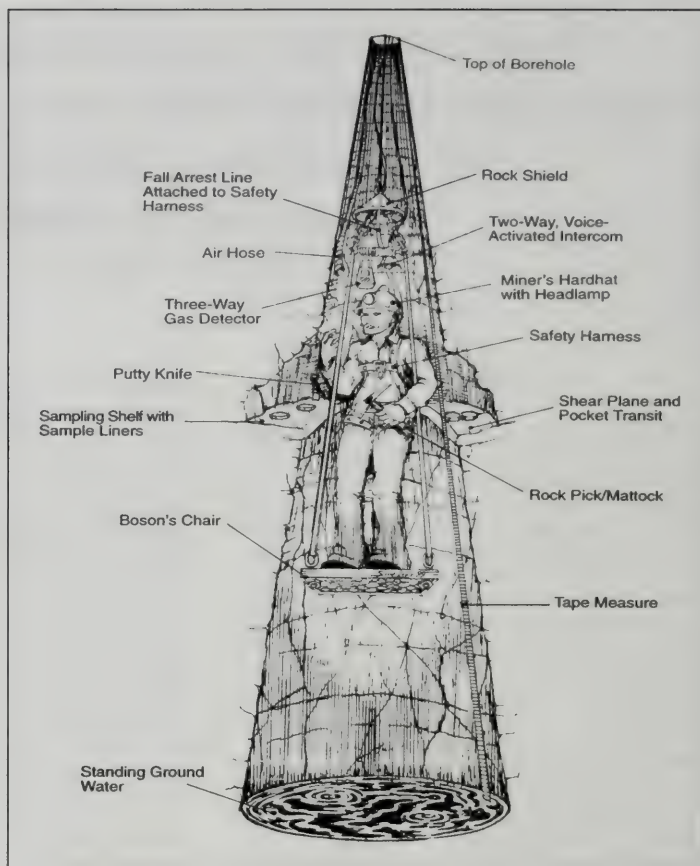 Top of Borehole
Fall Arrest Line
Attached to Safety
Harness
Rock Shield
Two-Way, Voice-
Activated Intercom
Air Hose
Three-Way
Gas Detector
Miner's Hardhat
with Headlamp
Safety Harness
Putty Knife
Sampling Shelf with
Sample Liners
Shear Plane and
Pocket Transit
Rock Pick/Mattock
Boson's Chair
Tape Measure
Standing Ground
Water